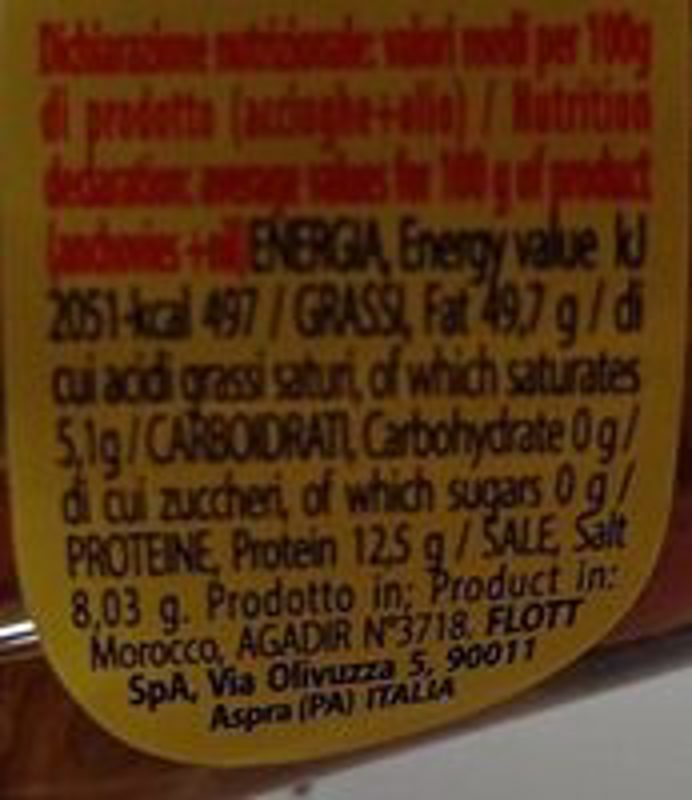 Dichiarazione nutrizionale: valori medi per 100g
di prodotto (acciughe+olio) / Nutrition
declaration: average values for 100 g of product
(anchovies +oil) ENERGIA, Energy value kJ
2051-kcal 497 / GRASSI, Fat 49,7 g / di
cui acidi grassi saturi, of which saturates
5,1g / CARBOIDRATI, Carbohydrate 0 g /
di cui zuccheri, of which sugars 0 g /
PROTEINE, Protein 12,5 g / SALE, Salt
8,03 g. Prodotto in; Product in:
Morocco, AGADIR N°3718. FLOTT
SpA, Via Olivuzza 5, 90011
Aspra (PA) ITALIA